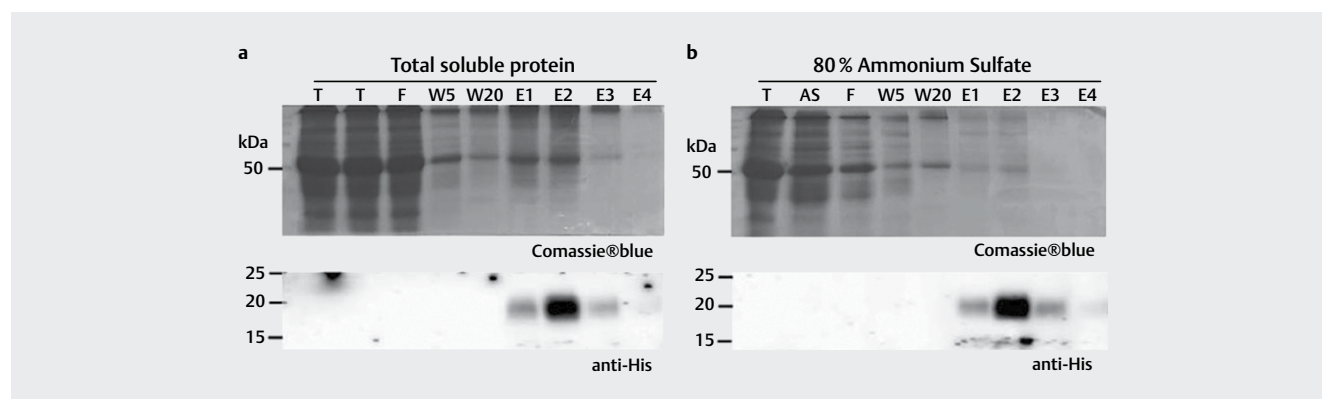 a
Total soluble protein
T T F W5 W20 E1 E2 E3 E4
kDa
50
Comassie®blue
25
20
15
anti-His
b
80 % Ammonium Sulfate
T AS F W5 W20 E1 E2 E3 E4
kDa
50
Comassie®blue
25
20
15
anti-His